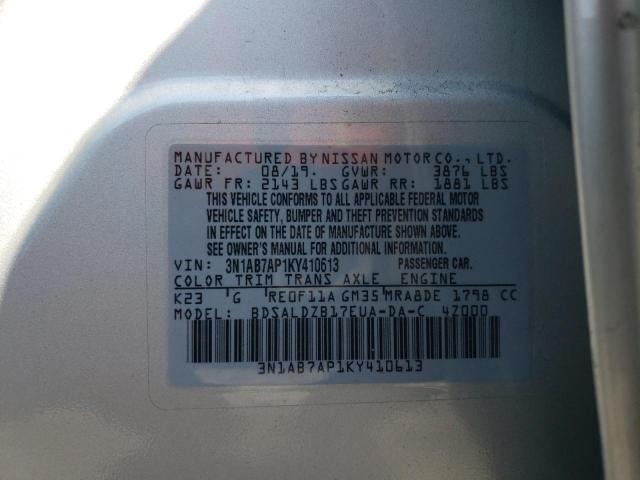 MANUFACTURED BY NISSAN MOTOR CO., LTD.
DATE: 08/19. GVWR: 3876 LBS
GAWR FR: 2143 LBS GAWR RR: 1881 LBS
THIS VEHICLE CONFORMS TO ALL APPLICABLE FEDERAL MOTOR
VEHICLE SAFETY, BUMPER AND THEFT PREVENTION STANDARDS
IN EFFECT ON THE DATE OF MANUFACTURE SHOWN ABOVE.
SEE OWNER'S MANUAL FOR ADDITIONAL INFORMATION.
VIN: 3N1AB7AP1KY410613 PASSENGER CAR.
COLOR TRIM TRANS AXLE ENGINE
K23 G RE0F11A GM35 MRA8DE 1798 CC
MODEL: BDSALDZB17EUA-DA-C 4Z000
3N1AB7AP1KY410613